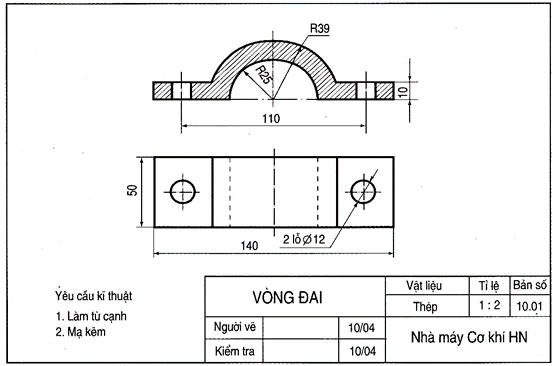 R39
R25
10
110
50
2 lỗ Ø 12
140
Yêu cầu kĩ thuật
1. Làm tù cạnh
2. Mạ kẽm
VÒNG ĐAI
Vật liệu
Tỉ lệ
Bản số
Thép
1 : 2
10.01
Người vẽ
10/04
Kiểm tra
10/04
Nhà máy Cơ khí HN